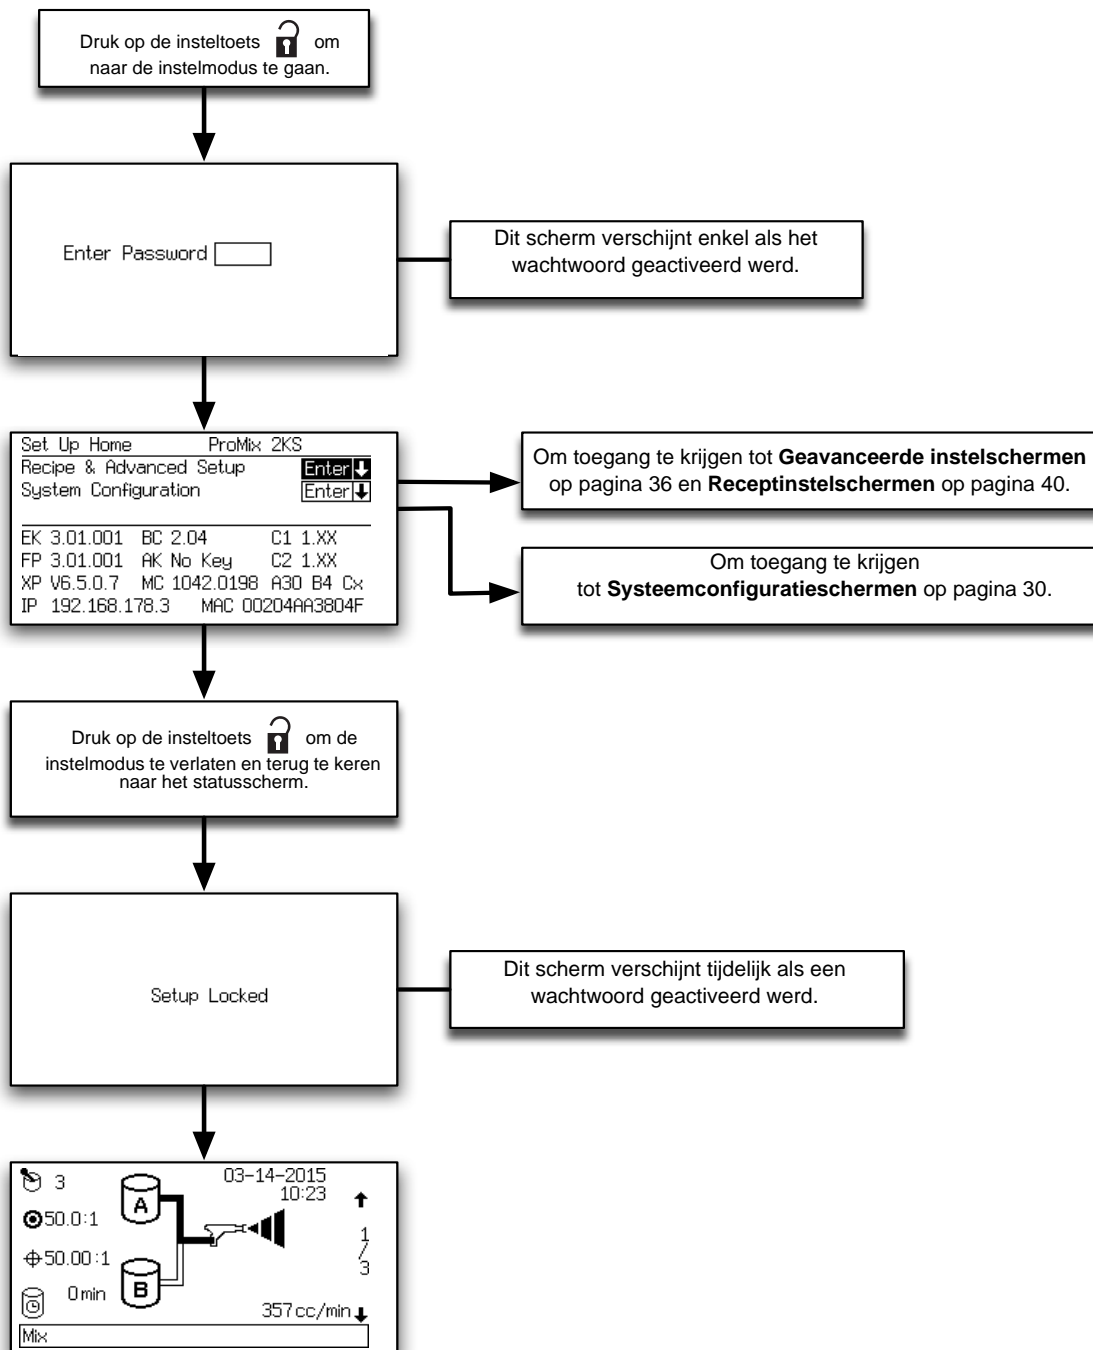 Druk op de insteltoets om
naar de instelmodus te gaan.
Enter Password
Dit scherm verschijnt enkel als het
wachtwoord geactiveerd werd.
Set Up Home ProMix 2KS
Recipe & Advanced Setup Enter
System Configuration Enter
EK 3.01.001 BC 2.04 C1 1.XX
FP 3.01.001 AK No Key C2 1.XX
XP V6.5.0.7 MC 1042.0198 A30 B4 Cx
IP 192.168.178.3 MAC 00204AA3804F
Om toegang te krijgen tot Geavanceerde instelschermen
op pagina 36 en Receptinstelschermen op pagina 40.
Om toegang te krijgen
tot Systeemconfiguratieschermen op pagina 30.
Druk op de insteltoets om de
instelmodus te verlaten en terug te keren
naar het statusscherm.
Setup Locked
Dit scherm verschijnt tijdelijk als een
wachtwoord geactiveerd werd.
3
A
03-14-2015
10:23
50.0:1
1
/
3
50.00:1
0min
B
357cc/min
Mix